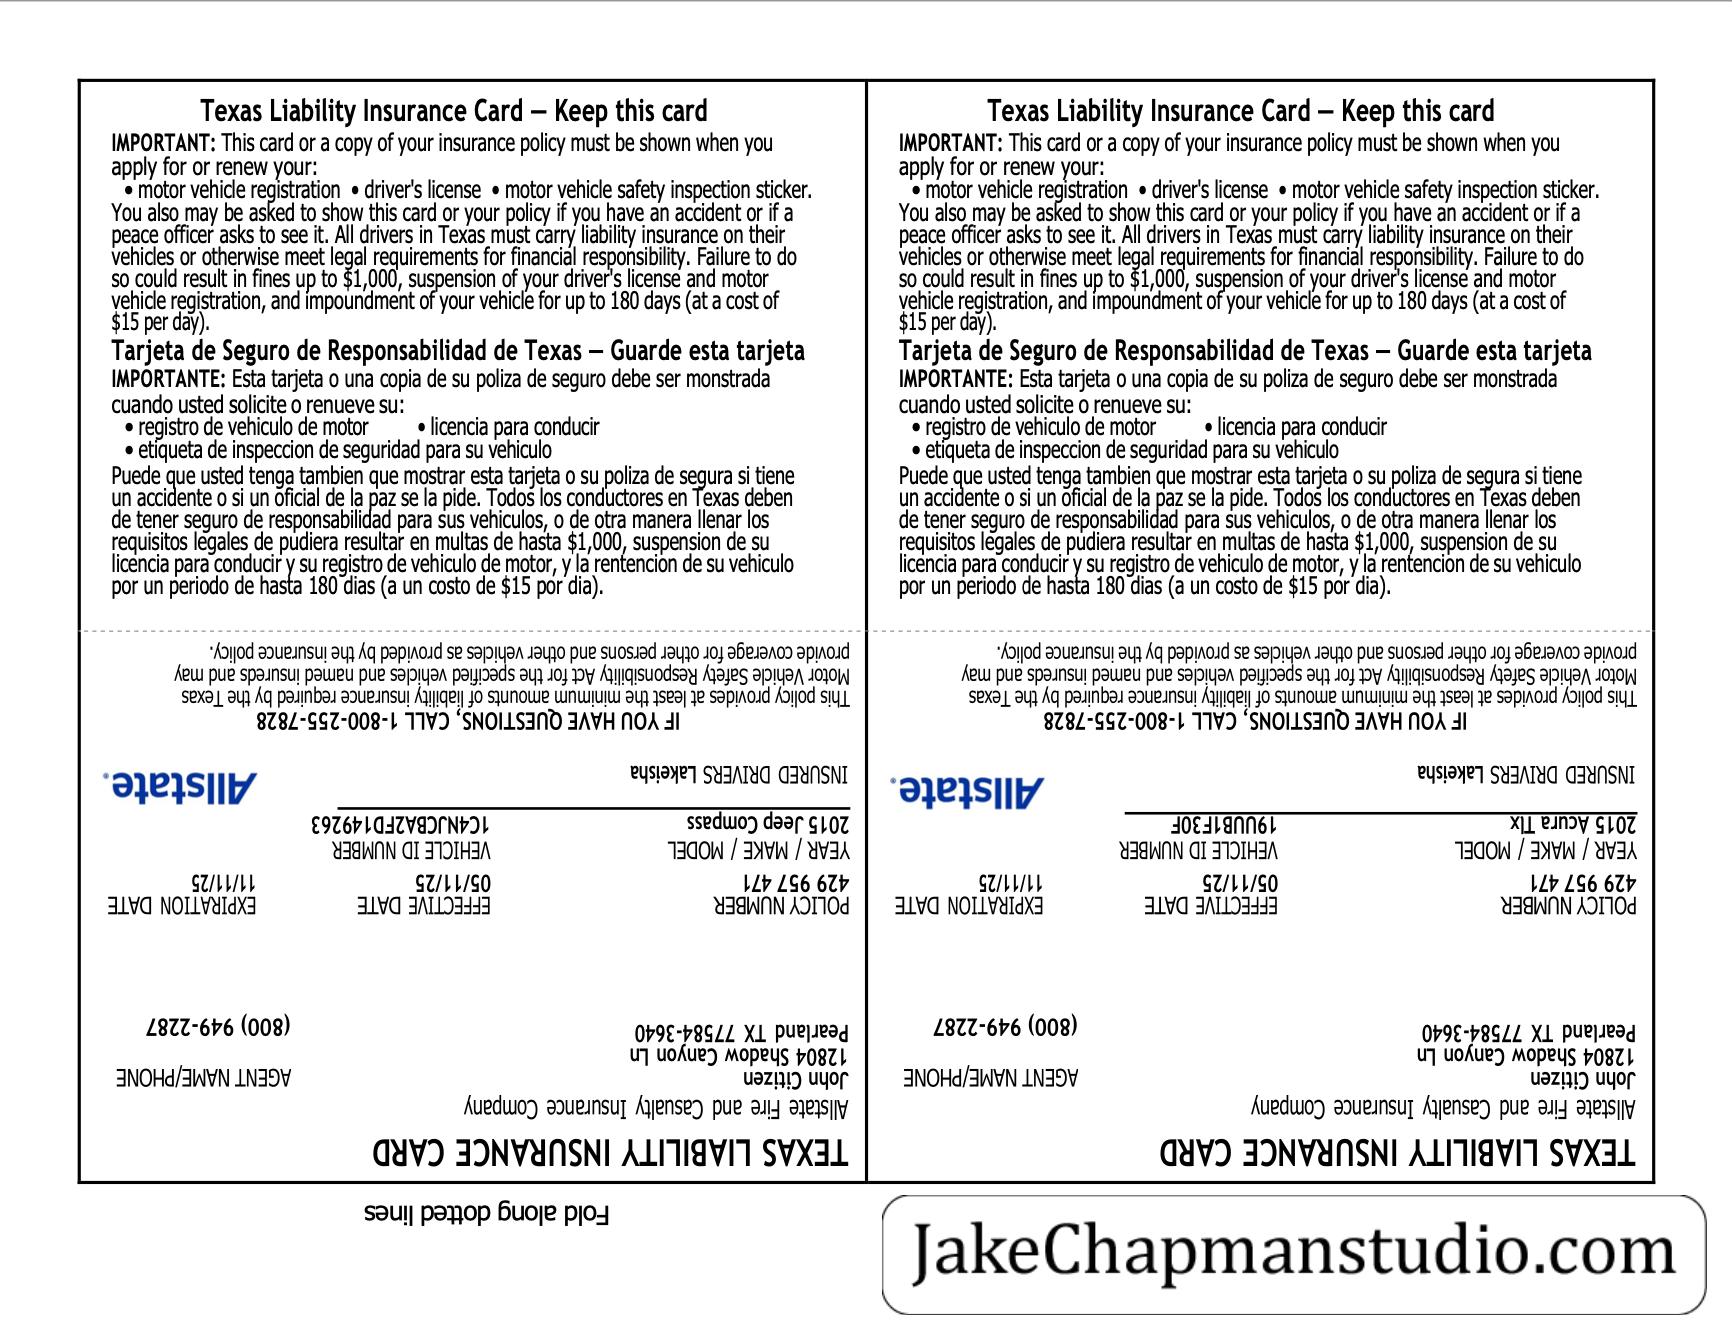 Texas Liability Insurance Card – Keep this card
IMPORTANT: This card or a copy of your insurance policy must be shown when you
apply for or renew your:
• motor vehicle registration • driver's license • motor vehicle safety inspection sticker.
You also may be asked to show this card or your policy if you have an accident or if a
peace officer asks to see it. All drivers in Texas must carry liability insurance on their
vehicles or otherwise meet legal requirements for financial responsibility. Failure to do
so could result in fines up to $1,000, suspension of your driver's license and motor
vehicle registration, and impoundment of your vehicle for up to 180 days (at a cost of
$15 per day).
Tarjeta de Seguro de Responsabilidad de Texas – Guarde esta tarjeta
IMPORTANTE: Esta tarjeta o una copia de su poliza de seguro debe ser monstrada
cuando usted solicite o renueve su:
• registro de vehiculo de motor • licencia para conducir
• etiqueta de inspeccion de seguridad para su vehiculo
Puede que usted tenga tambien que mostrar esta tarjeta o su poliza de segura si tiene
un accidente o si un oficial de la paz se la pide. Todos los conductores en Texas deben
de tener seguro de responsabilidad para sus vehiculos, o de otra manera llenar los
requisitos legales de pudiera resultar en multas de hasta $1,000, suspension de su
licencia para conducir y su registro de vehiculo de motor, y la rentencion de su vehiculo
por un periodo de hasta 180 dias (a un costo de $15 por dia).
TEXAS LIABILITY INSURANCE CARD
Allstate Fire and Casualty Insurance Company
John Citizen AGENT NAME/PHONE
12804 Shadow Canyon Ln
Pearland TX 77584-3640 (800) 949-2287
POLICY NUMBER EFFECTIVE DATE EXPIRATION DATE
429 957 471 05/11/25 11/11/25
YEAR / MAKE / MODEL VEHICLE ID NUMBER
2015 Jeep Compass 1C4NJCBA2FD149263
Allstate®
INSURED DRIVERS Lakeisha
IF YOU HAVE QUESTIONS, CALL 1-800-255-7828
This policy provides at least the minimum amounts of liability insurance required by the Texas
Motor Vehicle Safety Responsibility Act for the specified vehicles and named insureds and may
provide coverage for other persons and other vehicles as provided by the insurance policy.
Texas Liability Insurance Card – Keep this card
IMPORTANT: This card or a copy of your insurance policy must be shown when you
apply for or renew your:
• motor vehicle registration • driver's license • motor vehicle safety inspection sticker.
You also may be asked to show this card or your policy if you have an accident or if a
peace officer asks to see it. All drivers in Texas must carry liability insurance on their
vehicles or otherwise meet legal requirements for financial responsibility. Failure to do
so could result in fines up to $1,000, suspension of your driver's license and motor
vehicle registration, and impoundment of your vehicle for up to 180 days (at a cost of
$15 per day).
Tarjeta de Seguro de Responsabilidad de Texas – Guarde esta tarjeta
IMPORTANTE: Esta tarjeta o una copia de su poliza de seguro debe ser monstrada
cuando usted solicite o renueve su:
• registro de vehiculo de motor • licencia para conducir
• etiqueta de inspeccion de seguridad para su vehiculo
Puede que usted tenga tambien que mostrar esta tarjeta o su poliza de segura si tiene
un accidente o si un oficial de la paz se la pide. Todos los conductores en Texas deben
de tener seguro de responsabilidad para sus vehiculos, o de otra manera llenar los
requisitos legales de pudiera resultar en multas de hasta $1,000, suspension de su
licencia para conducir y su registro de vehiculo de motor, y la rentencion de su vehiculo
por un periodo de hasta 180 dias (a un costo de $15 por dia).
TEXAS LIABILITY INSURANCE CARD
Allstate Fire and Casualty Insurance Company
John Citizen AGENT NAME/PHONE
12804 Shadow Canyon Ln
Pearland TX 77584-3640 (800) 949-2287
POLICY NUMBER EFFECTIVE DATE EXPIRATION DATE
429 957 471 05/11/25 11/11/25
YEAR / MAKE / MODEL VEHICLE ID NUMBER
2015 Acura Tlx 19UUB1F30F
Allstate®
INSURED DRIVERS Lakeisha
IF YOU HAVE QUESTIONS, CALL 1-800-255-7828
This policy provides at least the minimum amounts of liability insurance required by the Texas
Motor Vehicle Safety Responsibility Act for the specified vehicles and named insureds and may
provide coverage for other persons and other vehicles as provided by the insurance policy.
Fold along dotted lines
JakeChapmanstudio.com